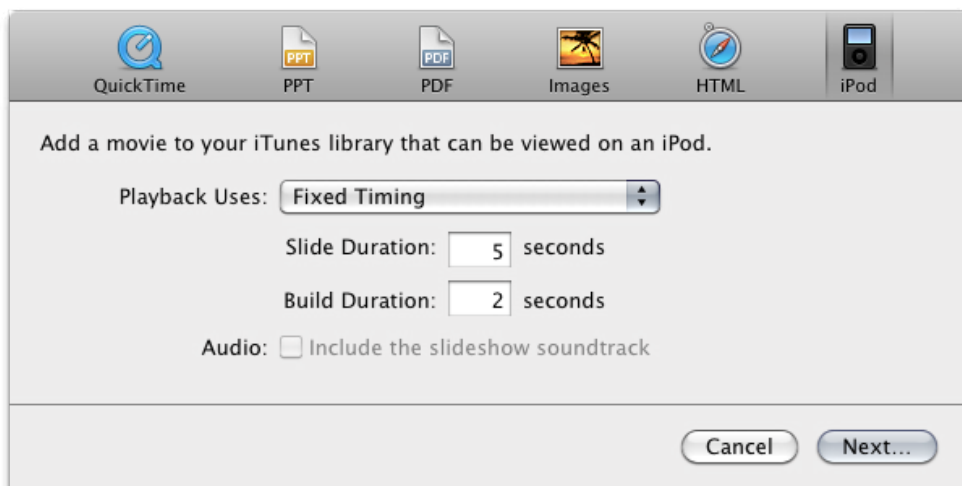 QuickTime PPT PDF Images HTML iPod
Add a movie to your iTunes library that can be viewed on an iPod.
Playback Uses: Fixed Timing
Slide Duration: 5 seconds
Build Duration: 2 seconds
Audio: Include the slideshow soundtrack
Cancel Next...